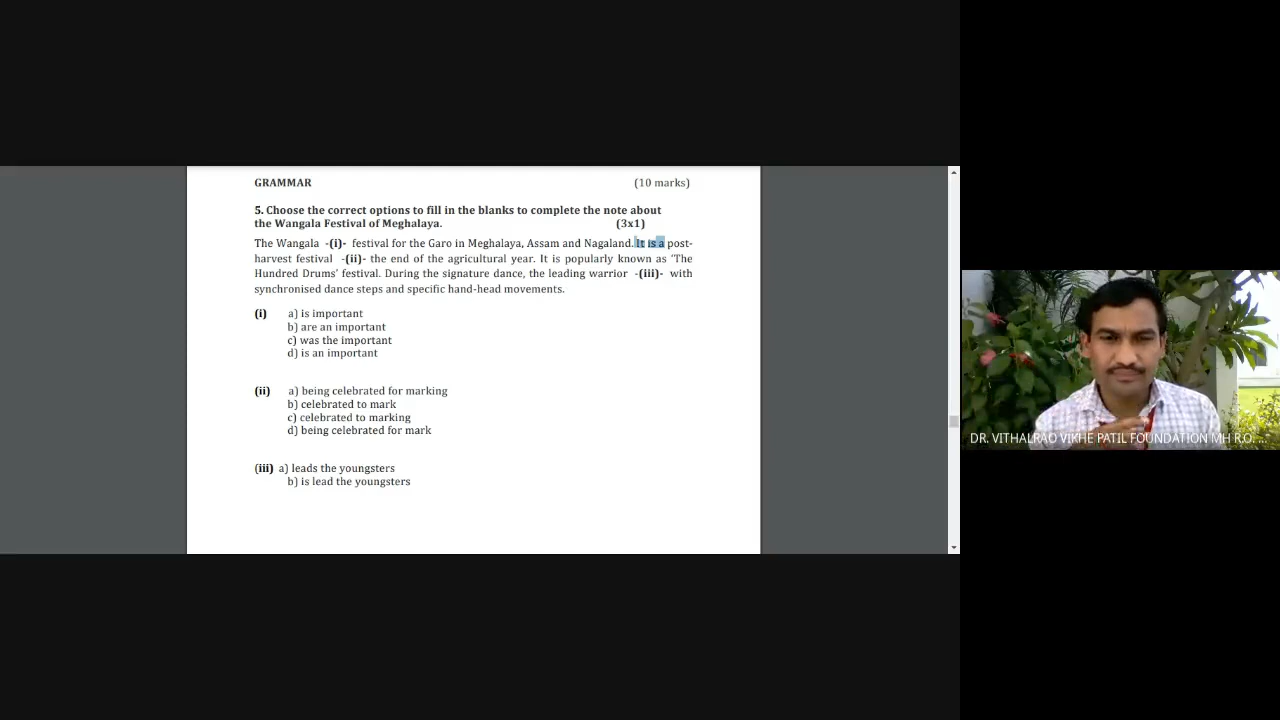 GRAMMAR (10 marks)
5. Choose the correct options to fill in the blanks to complete the note about
the Wangala Festival of Meghalaya. (3x1)
The Wangala -(i)- festival for the Garo in Meghalaya, Assam and Nagaland. It is a post-
harvest festival -(ii)- the end of the agricultural year. It is popularly known as ‘The
Hundred Drums’ festival. During the signature dance, the leading warrior -(iii)- with
synchronised dance steps and specific hand-head movements.
(i) a) is important
b) are an important
c) was the important
d) is an important
(ii) a) being celebrated for marking
b) celebrated to mark
c) celebrated to marking
d) being celebrated for mark
(iii) a) leads the youngsters
b) is lead the youngsters
DR. VITHALRAO VIKHE PATIL FOUNDATION MH R.O. ...